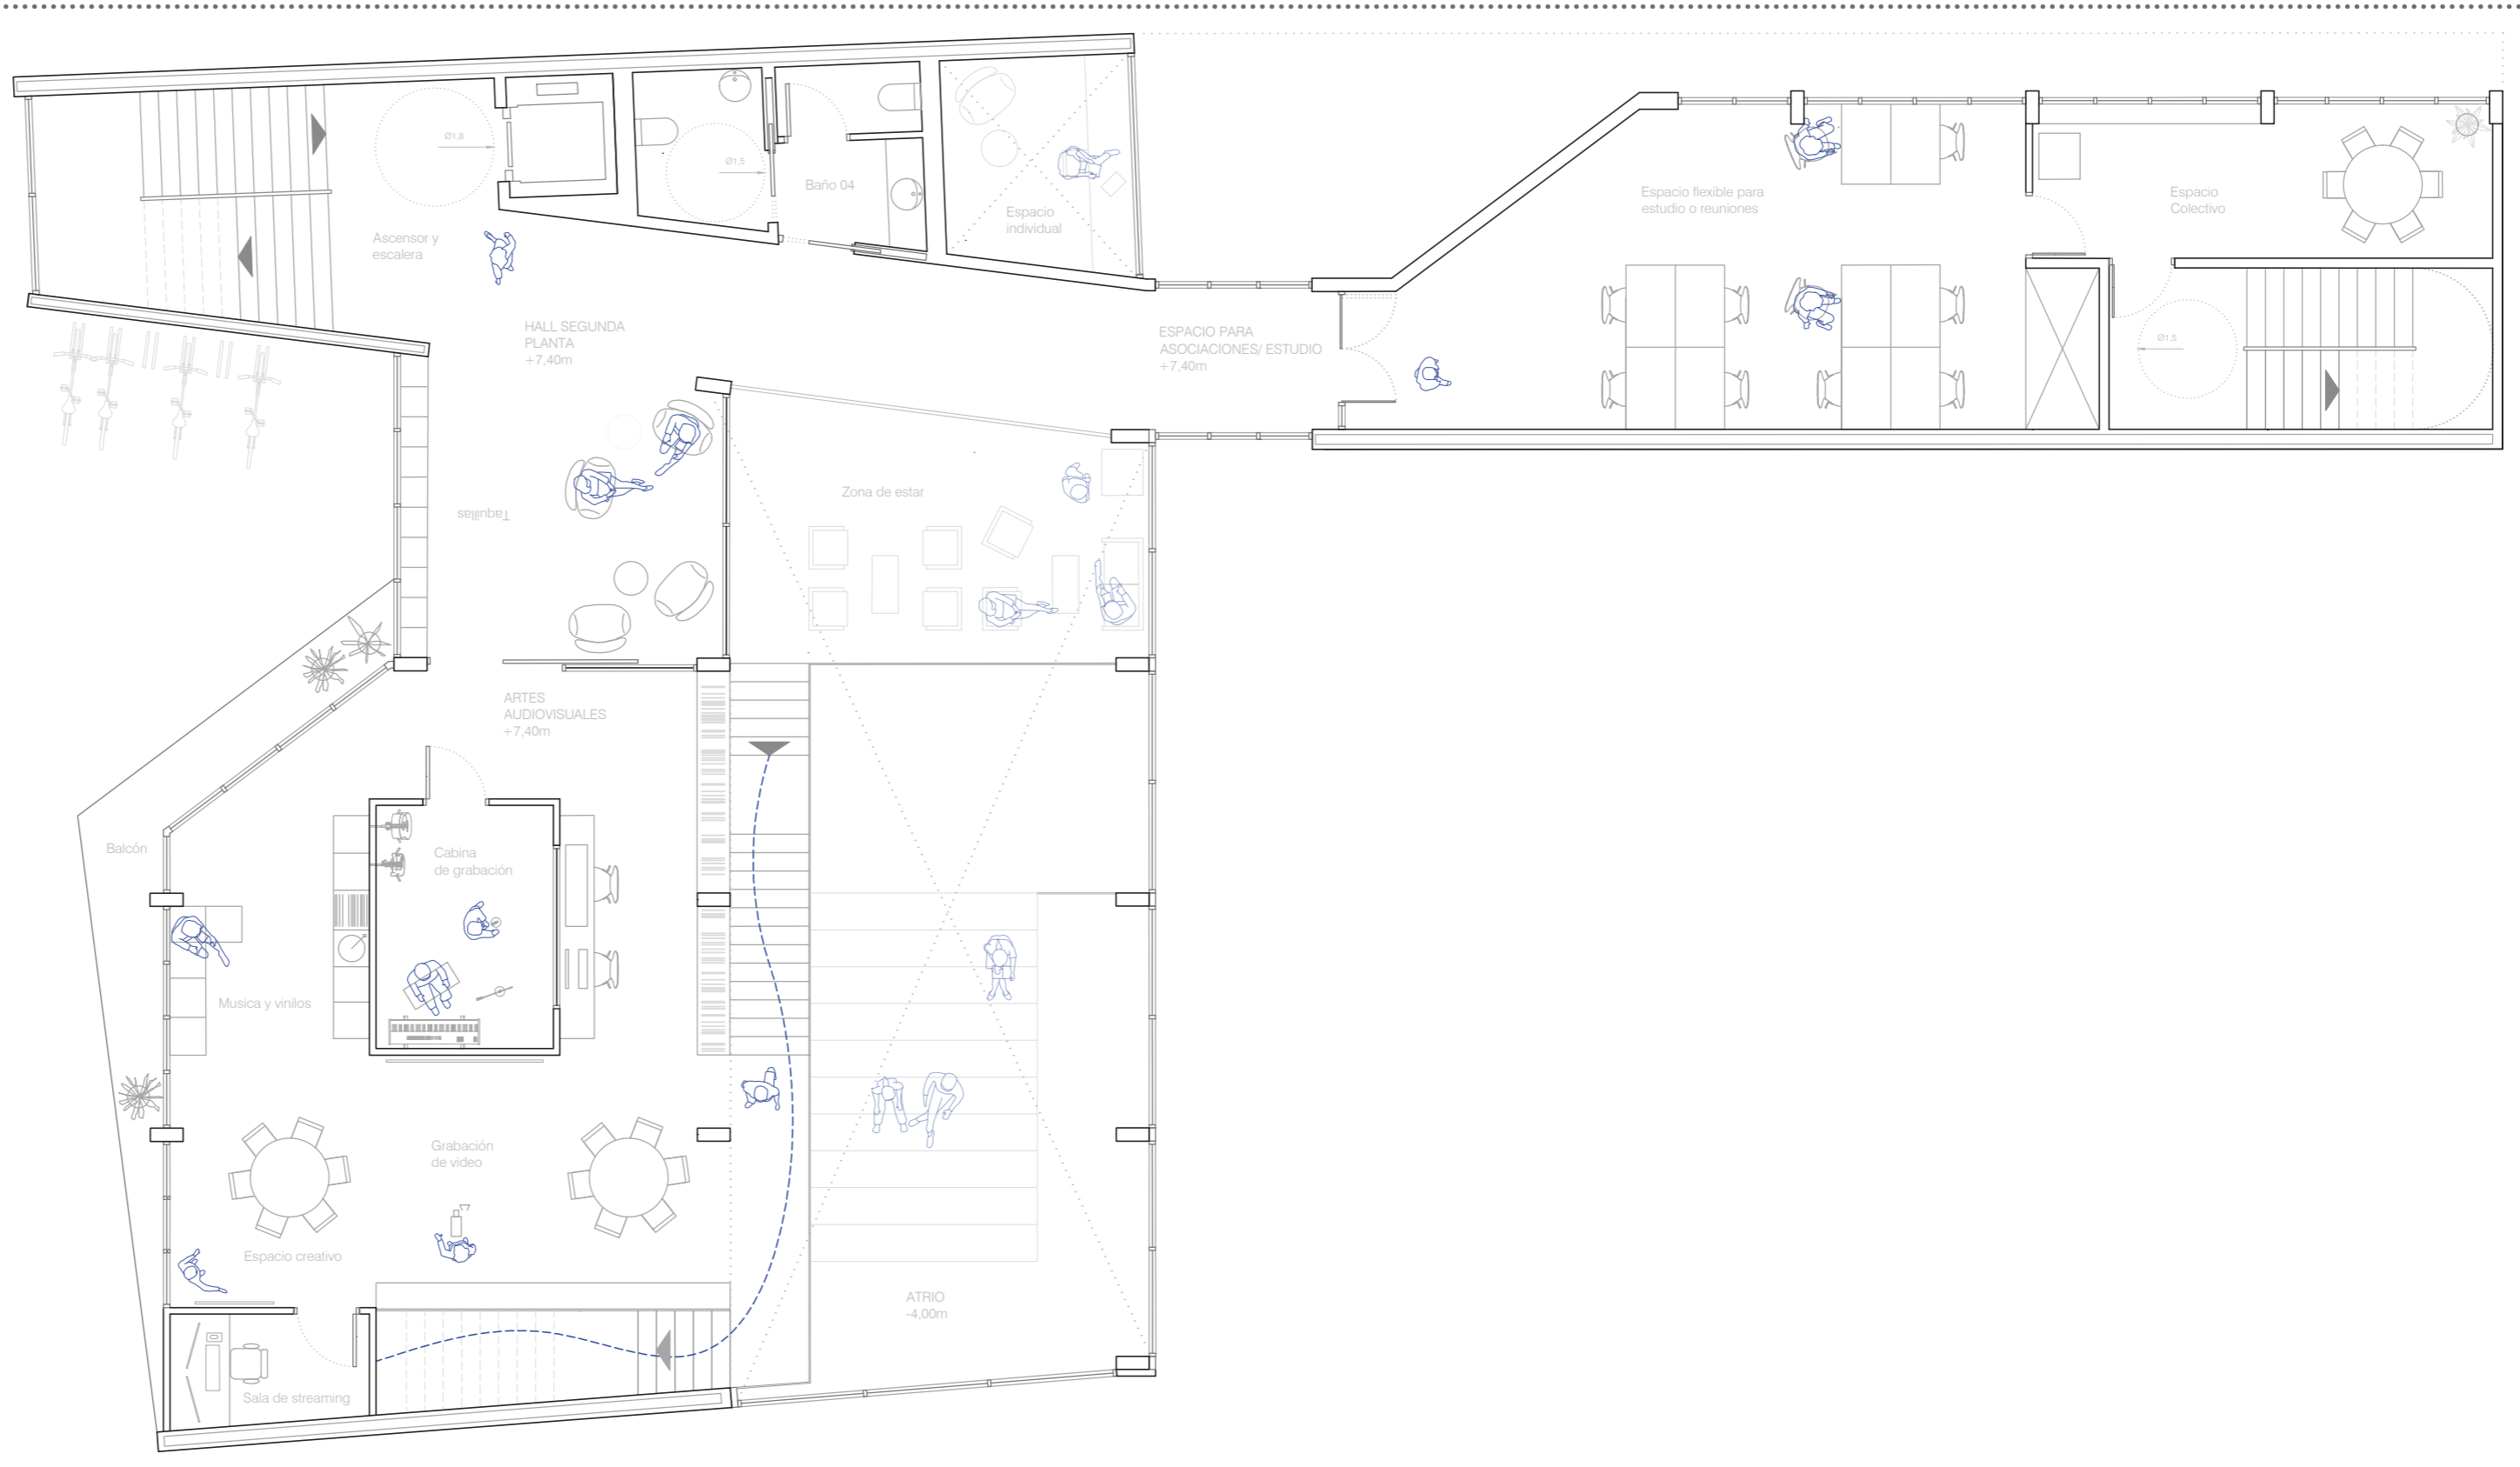 Ø1,6
Ø1,5
Baño 04
Espacio
individual
Ascensor y
escalera
Espacio flexible para
estudio o reuniones
Espacio
Colectivo
HALL SEGUNDA
PLANTA
+7,40m
ESPACIO PARA
ASOCIACIONES/ ESTUDIO
+7,40m
Ø1,5
Zona de estar
Taquillas
ARTES
AUDIOVISUALES
+7,40m
Balcón
Cabina
de grabación
Musica y vinilos
Grabación
de video
Espacio creativo
ATRIO
-4,00m
Sala de streaming